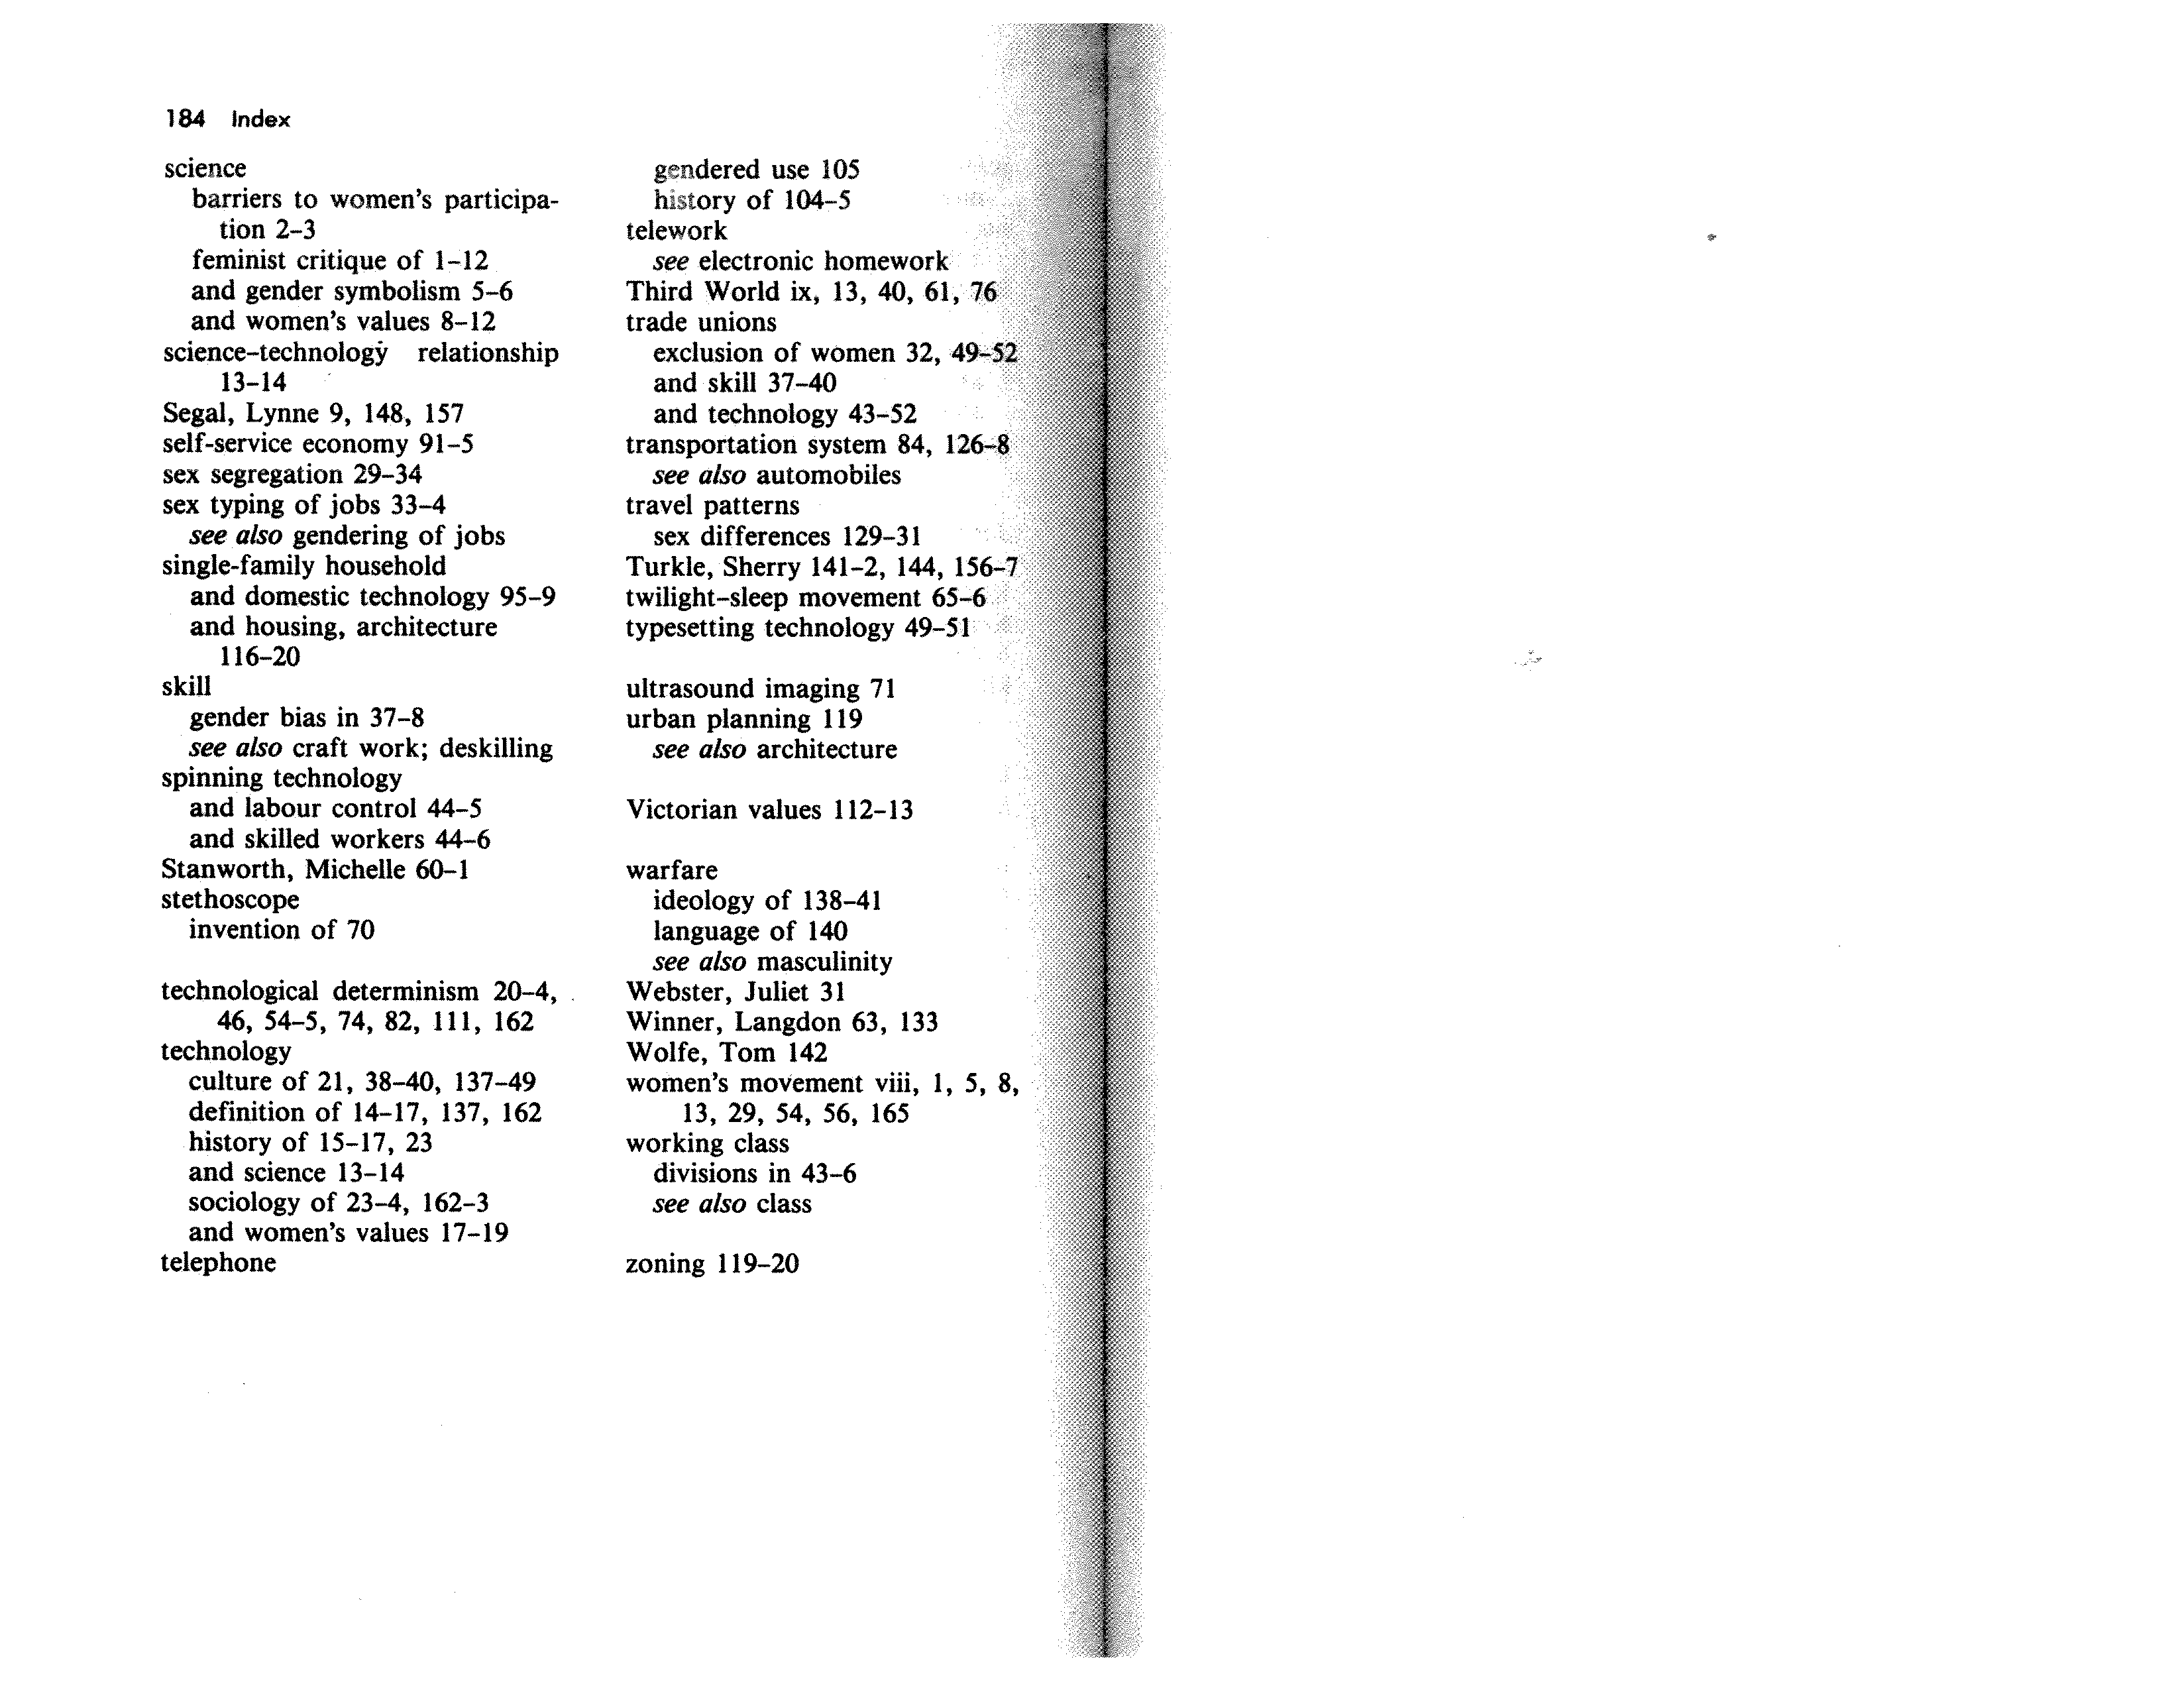 184 Index
science
barriers to women's participa-
tion 2–3
feminist critique of 1–12
and gender symbolism 5–6
and women's values 8–12
science–technology relationship
13–14
Segal, Lynne 9, 148, 157
self-service economy 91–5
sex segregation 29–34
sex typing of jobs 33–4
see also gendering of jobs
single-family household
and domestic technology 95–9
and housing, architecture
116–20
skill
gender bias in 37–8
see also craft work; deskilling
spinning technology
and labour control 44–5
and skilled workers 44–6
Stanworth, Michelle 60–1
stethoscope
invention of 70
technological determinism 20–4,
46, 54–5, 74, 82, 111, 162
technology
culture of 21, 38–40, 137–49
definition of 14–17, 137, 162
history of 15–17, 23
and science 13–14
sociology of 23–4, 162–3
and women's values 17–19
telephone
gendered use 105
history of 104–5
telework
see electronic homework
Third World ix, 13, 40, 61, 76
trade unions
exclusion of women 32, 49–52
and skill 37–40
and technology 43–52
transportation system 84, 126–8
see also automobiles
travel patterns
sex differences 129–31
Turkle, Sherry 141–2, 144, 156–7
twilight–sleep movement 65–6
typesetting technology 49–51
ultrasound imaging 71
urban planning 119
see also architecture
Victorian values 112–13
warfare
ideology of 138–41
language of 140
see also masculinity
Webster, Juliet 31
Winner, Langdon 63, 133
Wolfe, Tom 142
women's movement viii, 1, 5, 8,
13, 29, 54, 56, 165
working class
divisions in 43–6
see also class
zoning 119–20